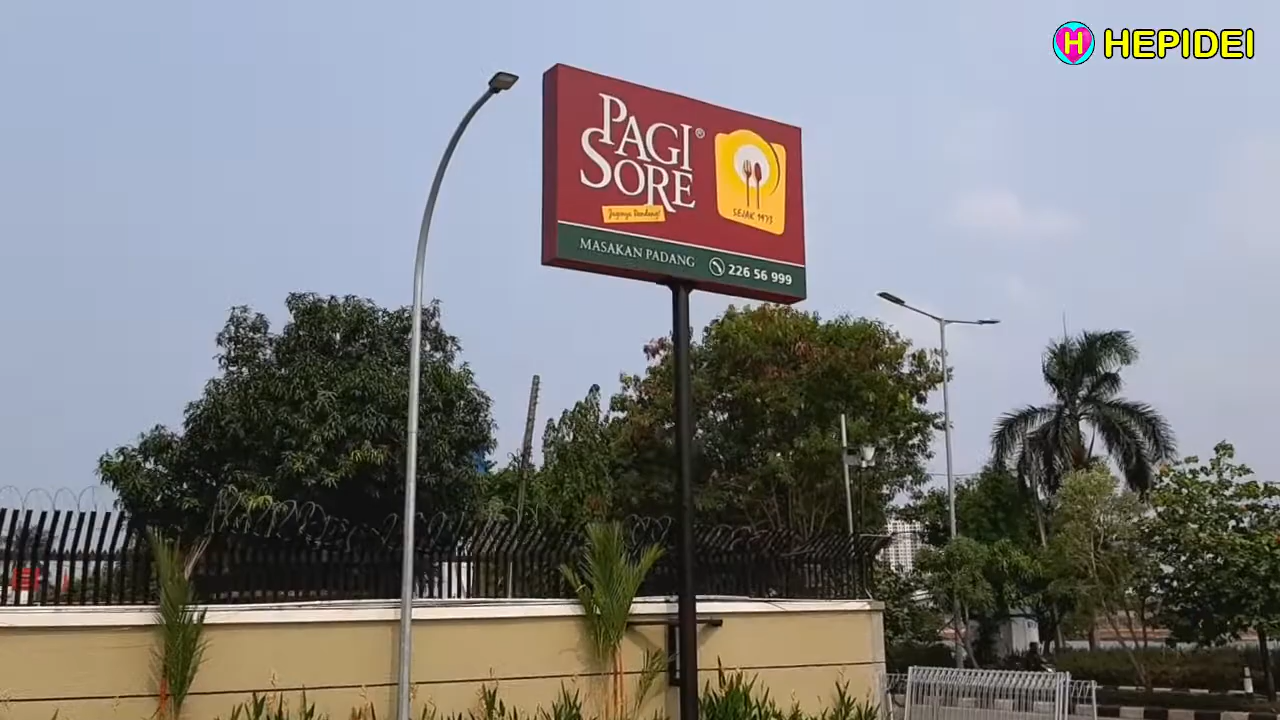 H HEPIDEI
PAGI®
SORE
Jagonya Rendang!
SEJAK 1973
MASAKAN PADANG
226 56 999